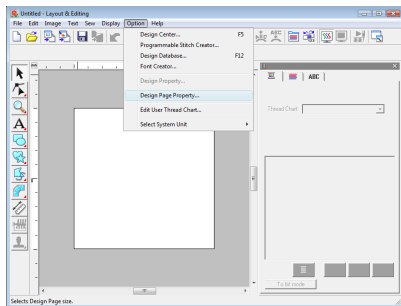 Untitled - Layout & Editing
File Edit Image Text Sew Display Option Help
Design Center... F5
Programmable Stitch Creator...
Design Database... F12
Font Creator...
Design Property...
Design Page Property...
Edit User Thread Chart...
Select System Unit
ABC
Thread Chart
To list mode
Selects Design Page size.